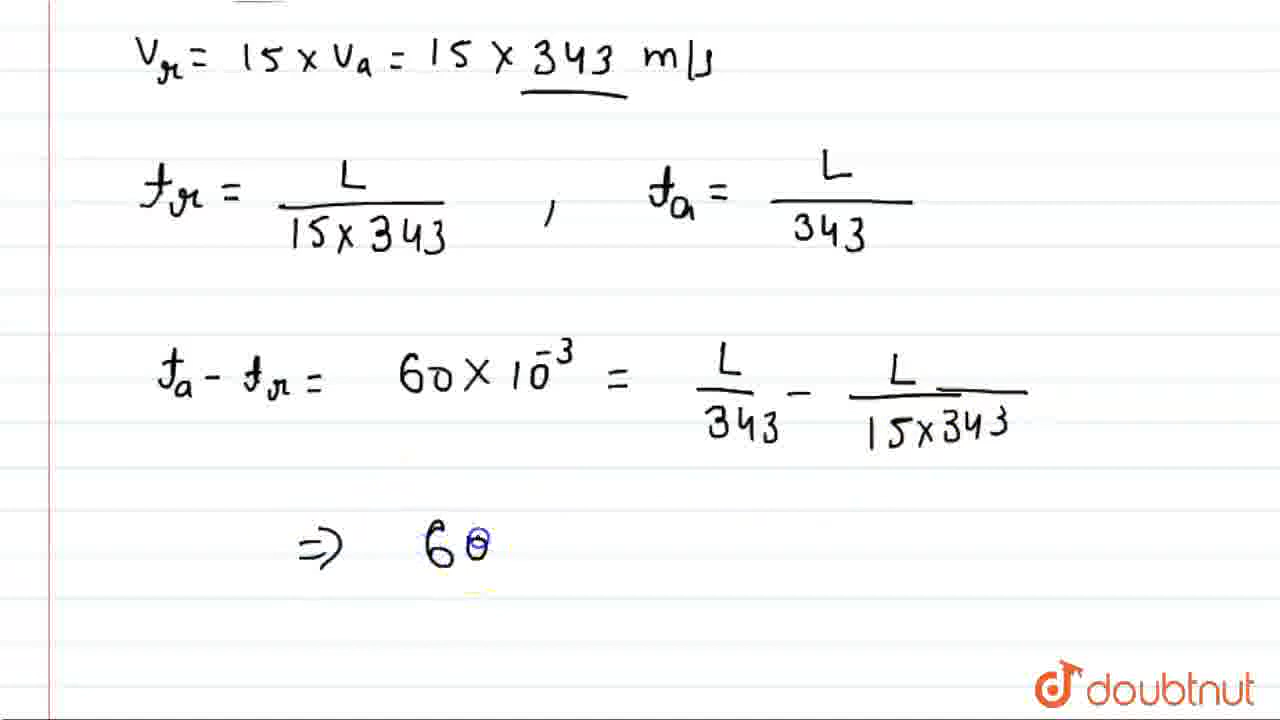 Vr = 15 × Va = 15 × 343 m/s
tr = L / 15 × 343 , ta = L / 343
ta - tr = 60 × 10⁻³ = L / 343 - L / 15 × 343
⇒ 60
doubtnut